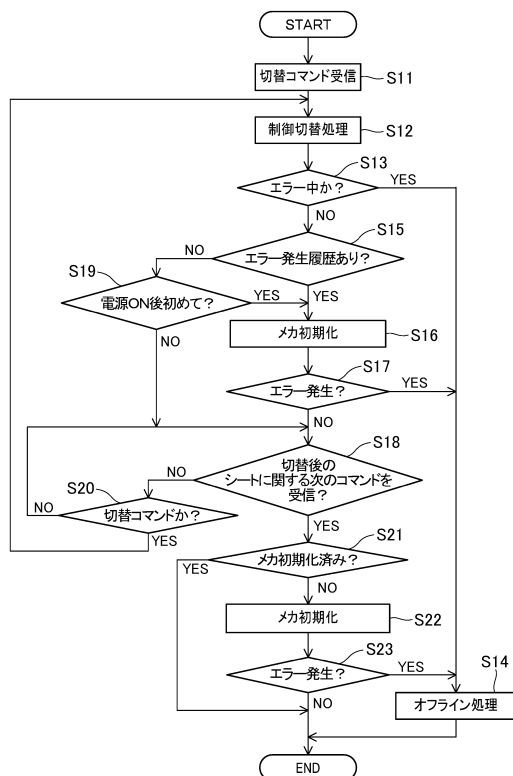 START
切替コマンド受信
S11
制御切替処理
S12
S13
エラー中か?
YES
NO
S15
NO
エラー発生履歴あり?
S19
電源ON後初めて?
YES
YES
メカ初期化
S16
NO
S17
エラー発生?
YES
NO
S18
切替後の
シートに関する次のコマンドを
受信?
NO
S20
NO
切替コマンドか?
YES
YES
S21
YES
メカ初期化済み?
NO
メカ初期化
S22
S23
エラー発生?
YES
S14
NO
オフライン処理
END